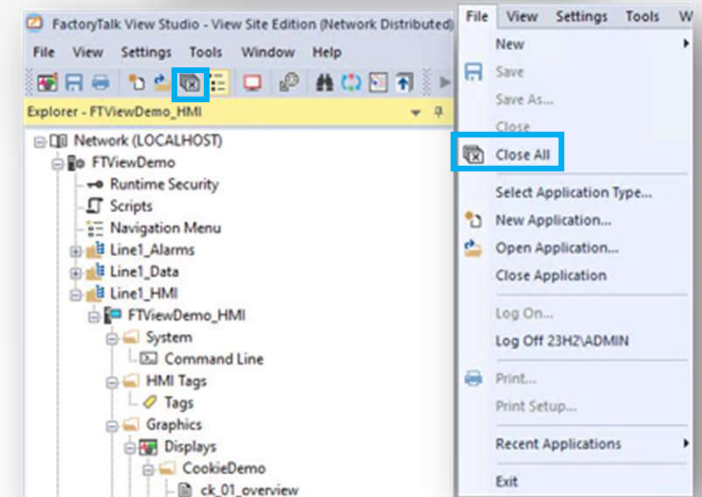 FactoryTalk View Studio - View Site Edition (Network Distributed)
File View Settings Tools Window Help
Explorer - FTViewDemo_HMI
Network (LOCALHOST)
FTViewDemo
Runtime Security
Scripts
Navigation Menu
Line1_Alarms
Line1_Data
Line1_HMI
FTViewDemo_HMI
System
Command Line
HMI Tags
Tags
Graphics
Displays
CookieDemo
ck_01_overview
File View Settings Tools W
New
Save
Save As...
Close
Close All
Select Application Type...
New Application...
Open Application...
Close Application
Log On...
Log Off 23H2\ADMIN
Print...
Print Setup...
Recent Applications
Exit